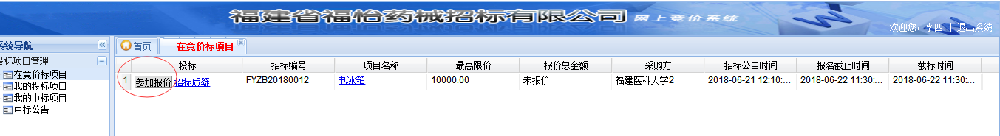 福建省福怡药械招标有限公司 网上竞价系统
欢迎您，李四 | 退出系统
系统导航
首页 在竟价标项目
投标项目管理
在竟价标项目
我的投标项目
我的中标项目
中标公告
投标 招标编号 项目名称 最高限价 报价总金额 采购方 招标公告时间 报名截止时间 截标时间
1 参加报价 招标质疑 FYZB20180012 电冰箱 10000.00 未报价 福建医科大学2 2018-06-21 12:10:... 2018-06-22 11:30:... 2018-06-22 11:30:...